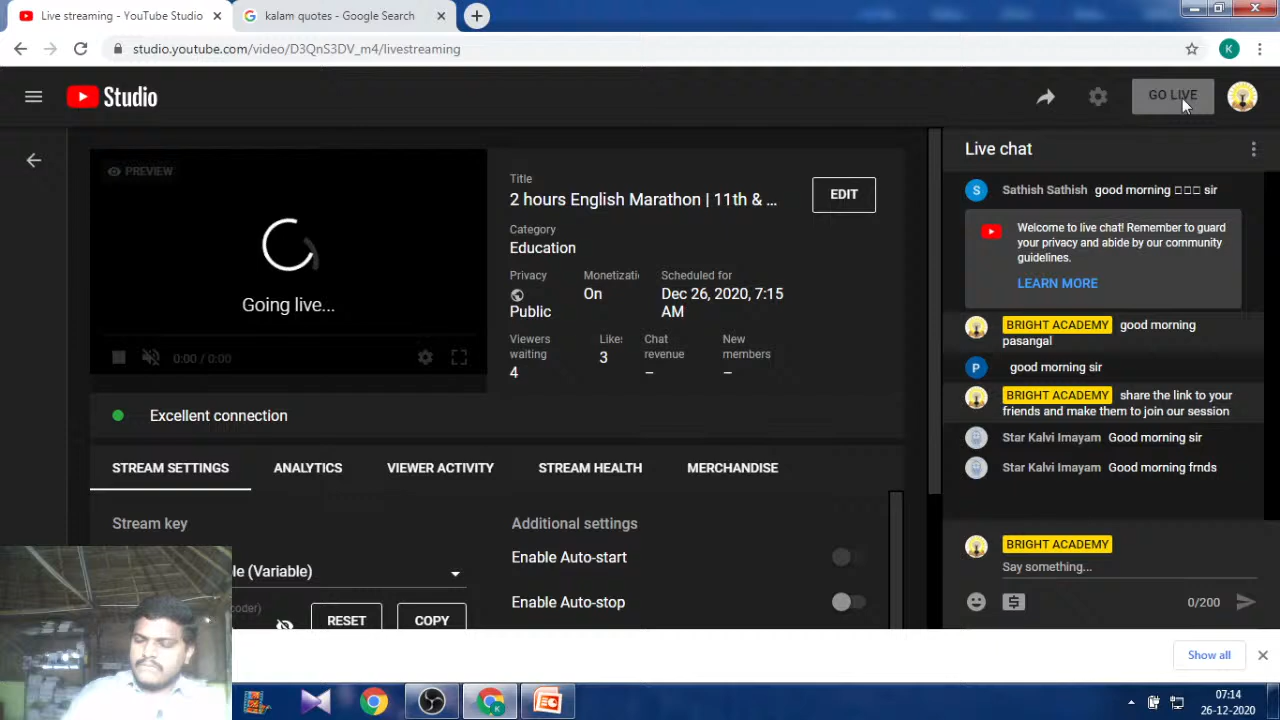 Live streaming - YouTube Studio
kalam quotes - Google Search
studio.youtube.com/video/D3QnS3DV_m4/livestreaming
K
Studio
GO LIVE
PREVIEW
Going live...
0:00 / 0:00
Title
2 hours English Marathon | 11th & ...
EDIT
Category
Education
Privacy
Public
Monetizati
On
Scheduled for
Dec 26, 2020, 7:15
AM
Viewers
waiting
4
Like
3
Chat
revenue
–
New
members
–
Excellent connection
STREAM SETTINGS
ANALYTICS
VIEWER ACTIVITY
STREAM HEALTH
MERCHANDISE
Stream key
le (Variable)
coder)
RESET
COPY
Additional settings
Enable Auto-start
Enable Auto-stop
Live chat
S
Sathish Sathish good morning □□□ sir
Welcome to live chat! Remember to guard
your privacy and abide by our community
guidelines.
LEARN MORE
BRIGHT ACADEMY good morning
pasangal
P
good morning sir
BRIGHT ACADEMY share the link to your
friends and make them to join our session
Star Kalvi Imayam Good morning sir
Star Kalvi Imayam Good morning frnds
BRIGHT ACADEMY
Say something...
0/200
Show all
07:14
26-12-2020